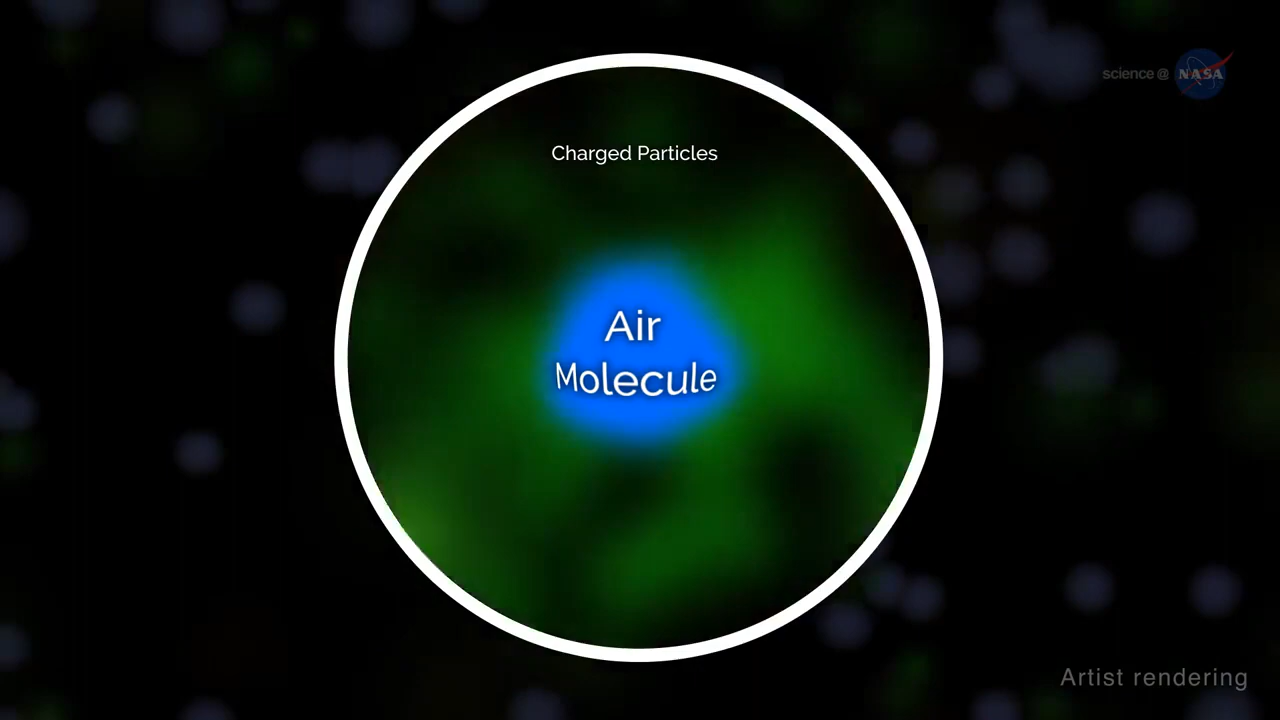 science @ NASA
Charged Particles
Air
Molecule
Artist rendering